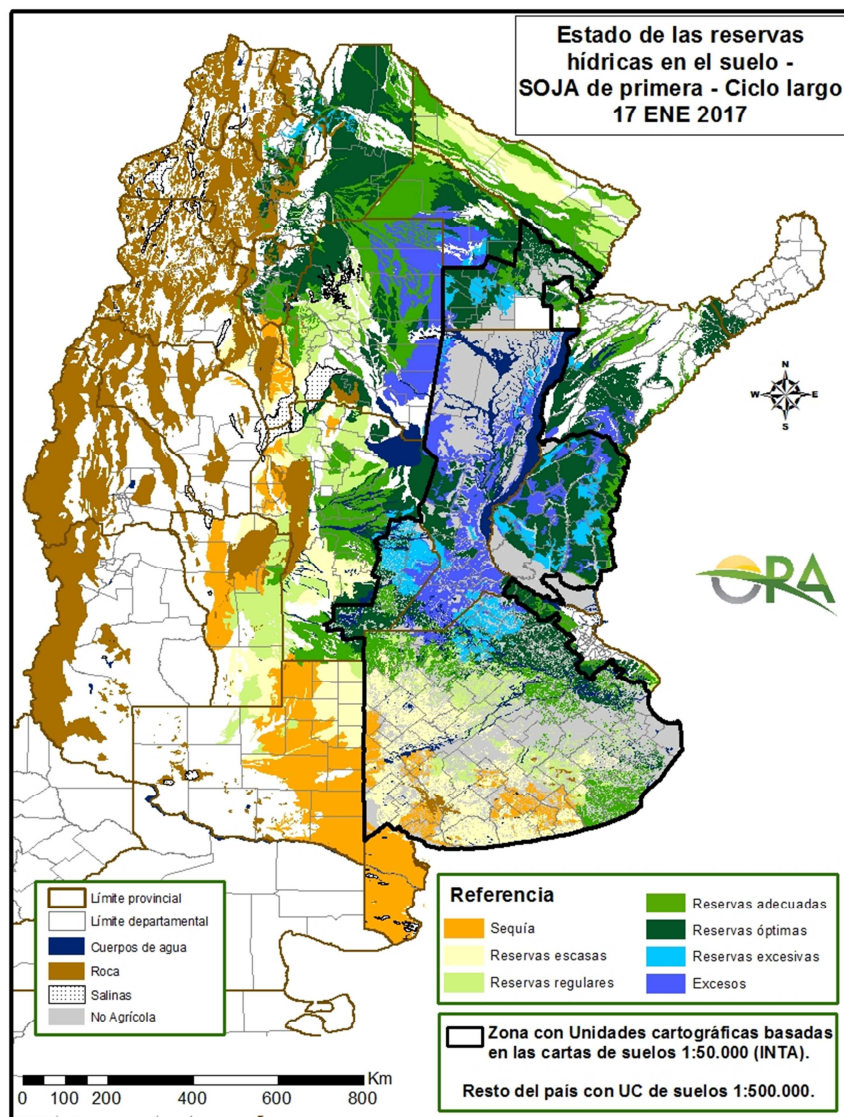 Estado de las reservas
hídricas en el suelo -
SOJA de primera - Ciclo largo
17 ENE 2017
N
W E
S
ORA
Límite provincial
Límite departamental
Cuerpos de agua
Roca
Salinas
No Agrícola
Referencia
Sequía
Reservas escasas
Reservas regulares
Reservas adecuadas
Reservas óptimas
Reservas excesivas
Excesos
Zona con Unidades cartográficas basadas
en las cartas de suelos 1:50.000 (INTA).
Resto del país con UC de suelos 1:500.000.
Km
0 100 200 400 600 800